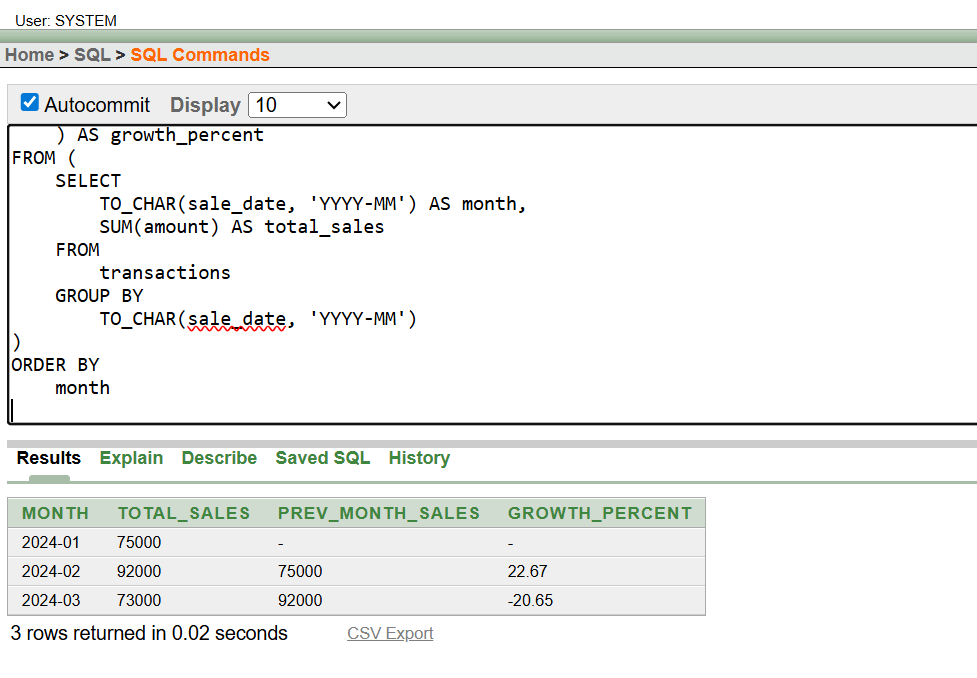 User: SYSTEM
Home > SQL > SQL Commands
Autocommit Display 10
    ) AS growth_percent
FROM (
    SELECT
        TO_CHAR(sale_date, 'YYYY-MM') AS month,
        SUM(amount) AS total_sales
    FROM
        transactions
    GROUP BY
        TO_CHAR(sale_date, 'YYYY-MM')
)
ORDER BY
    month
Results Explain Describe Saved SQL History
MONTH TOTAL_SALES PREV_MONTH_SALES GROWTH_PERCENT
2024-01 75000 - -
2024-02 92000 75000 22.67
2024-03 73000 92000 -20.65
3 rows returned in 0.02 seconds CSV Export